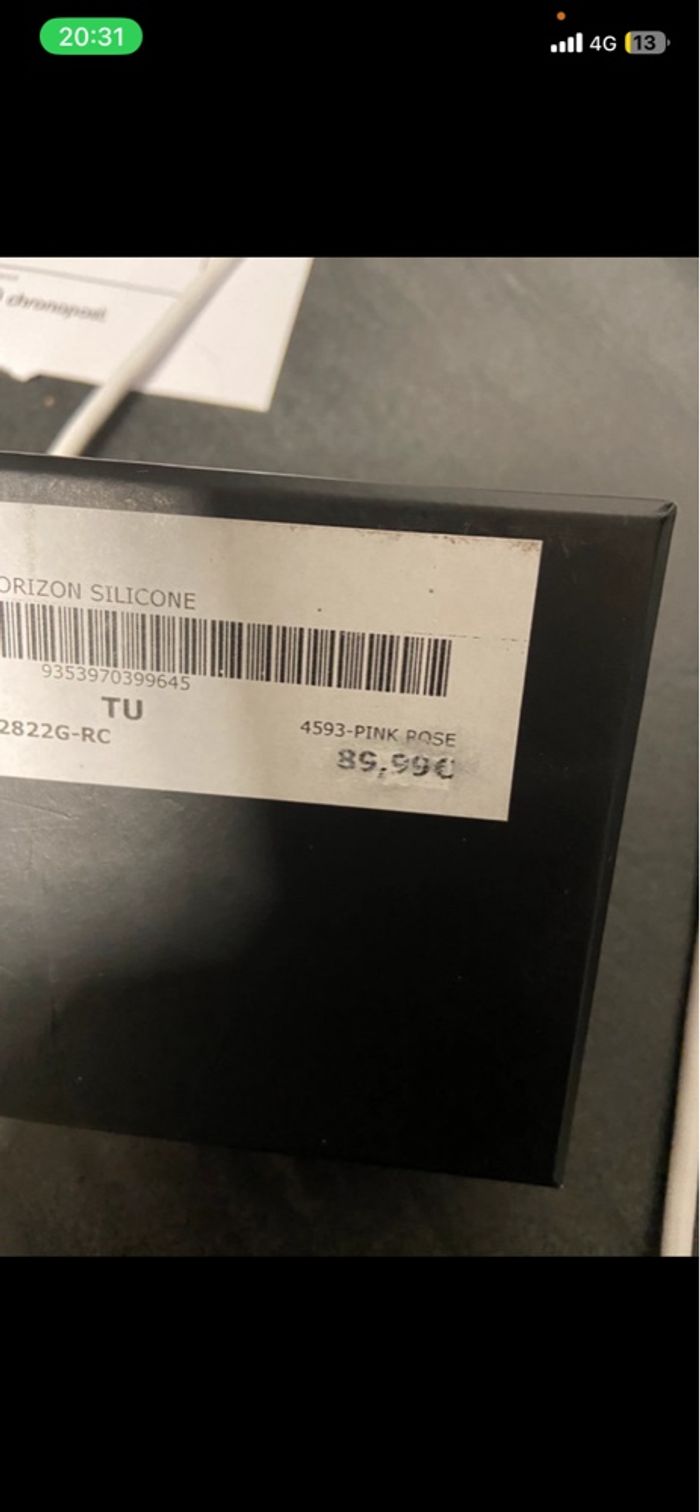 20:31
4G 13
chronopost
ORIZON SILICONE
9353970399645
TU
2822G-RC
4593-PINK ROSE
89,99€